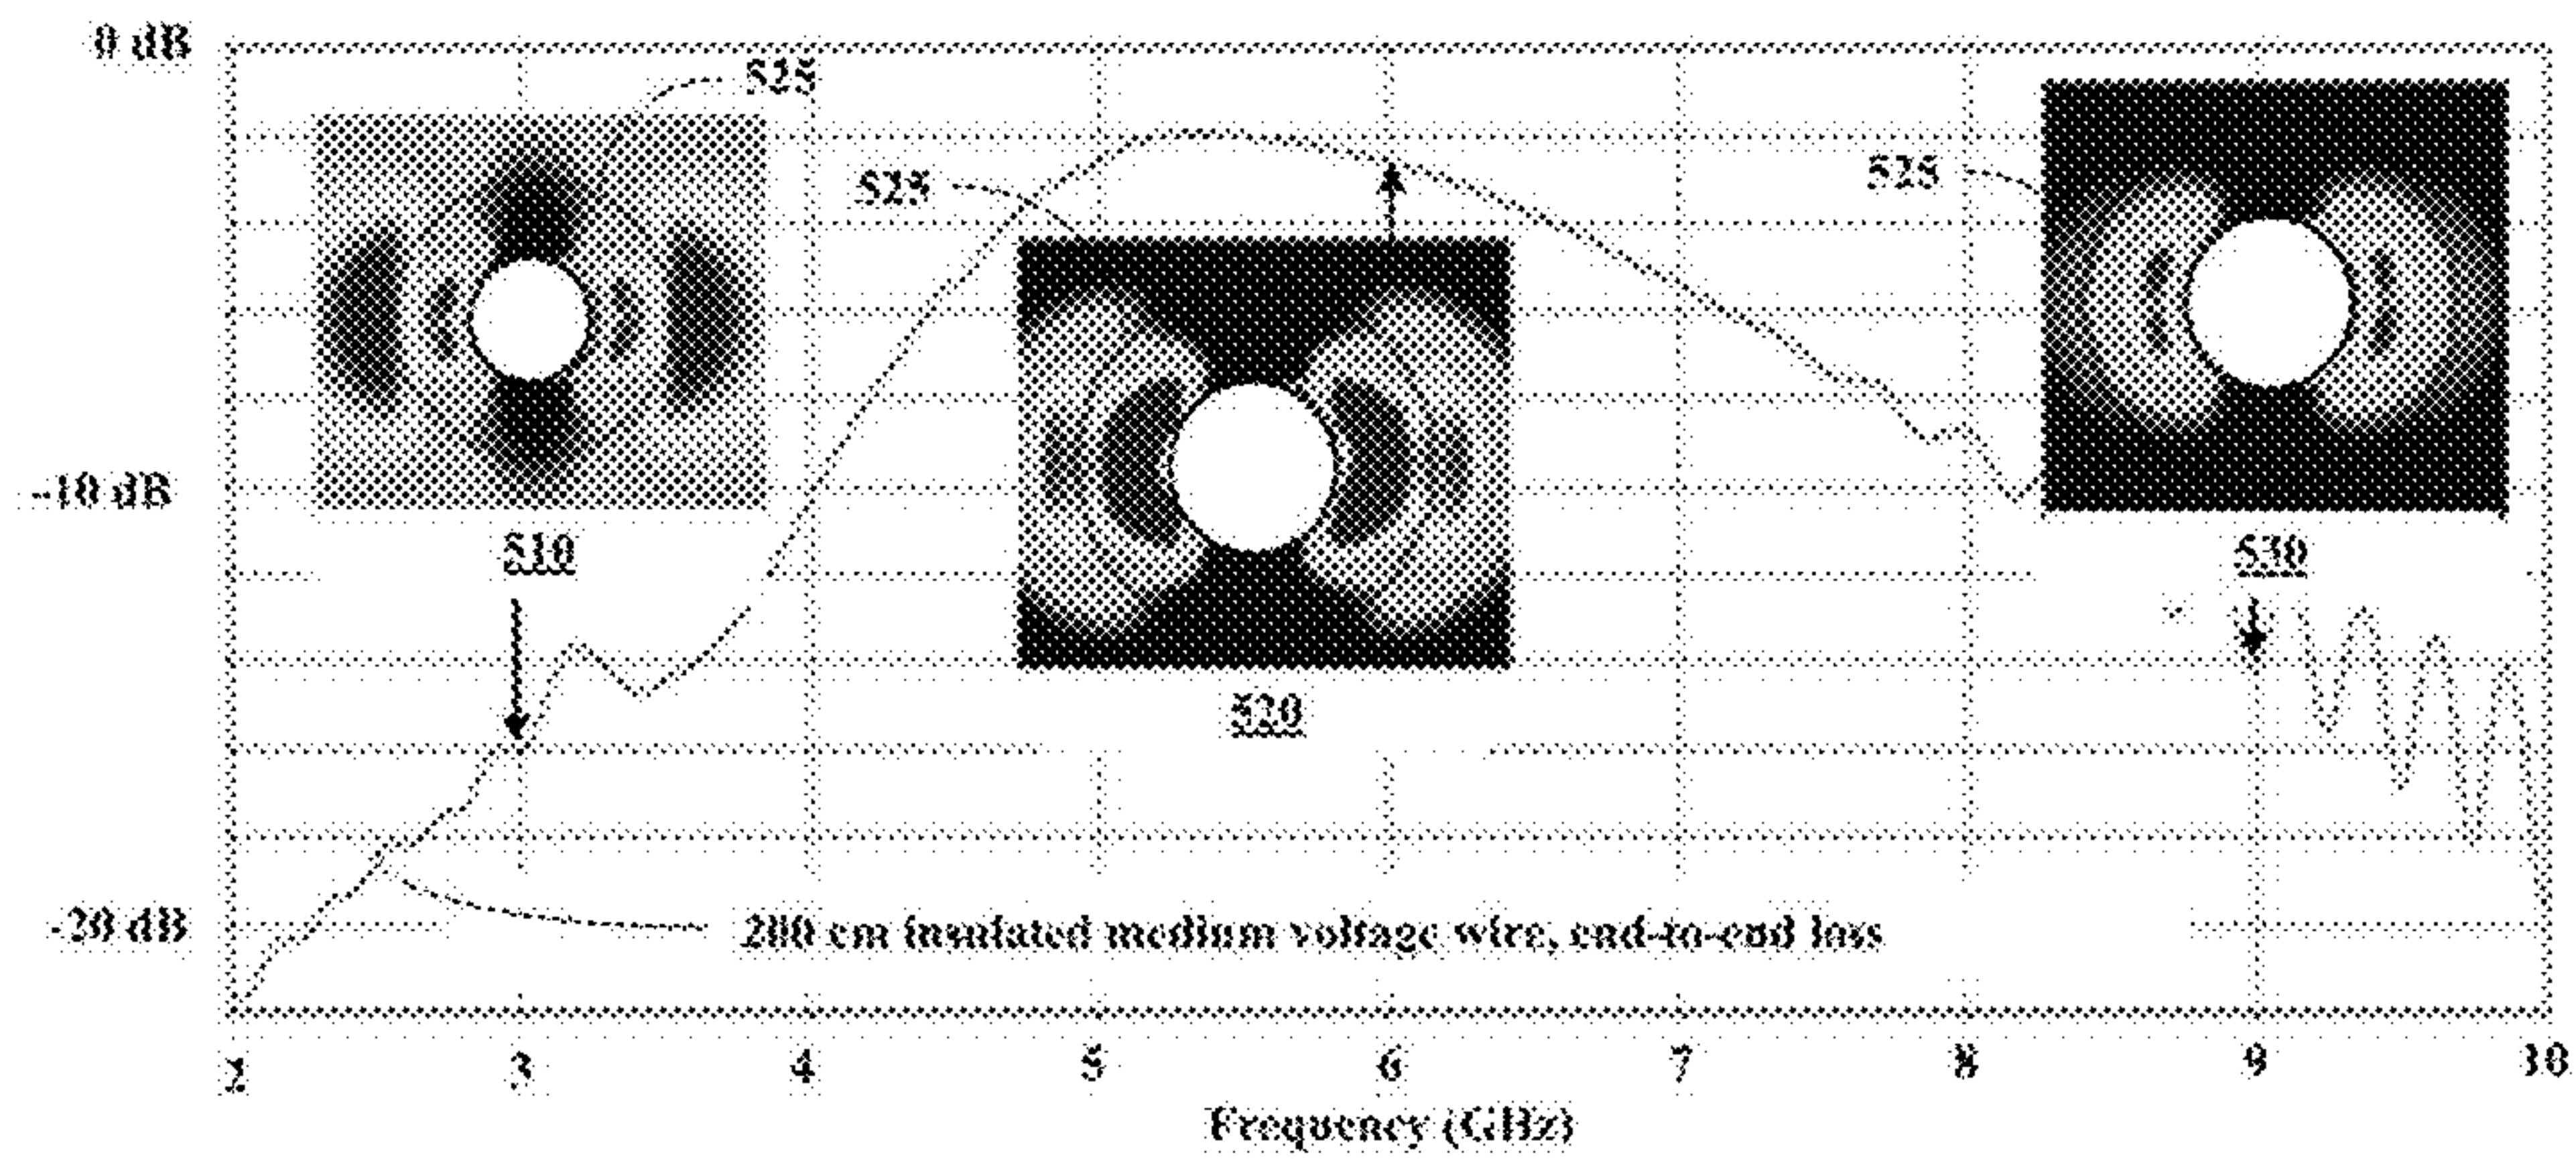 0 dB
525
525
525
-10 dB
510
530
520
-20 dB
200 cm insulated medium voltage wire, end-to-end loss
2 3 4 5 6 7 8 9 10
Frequency (GHz)